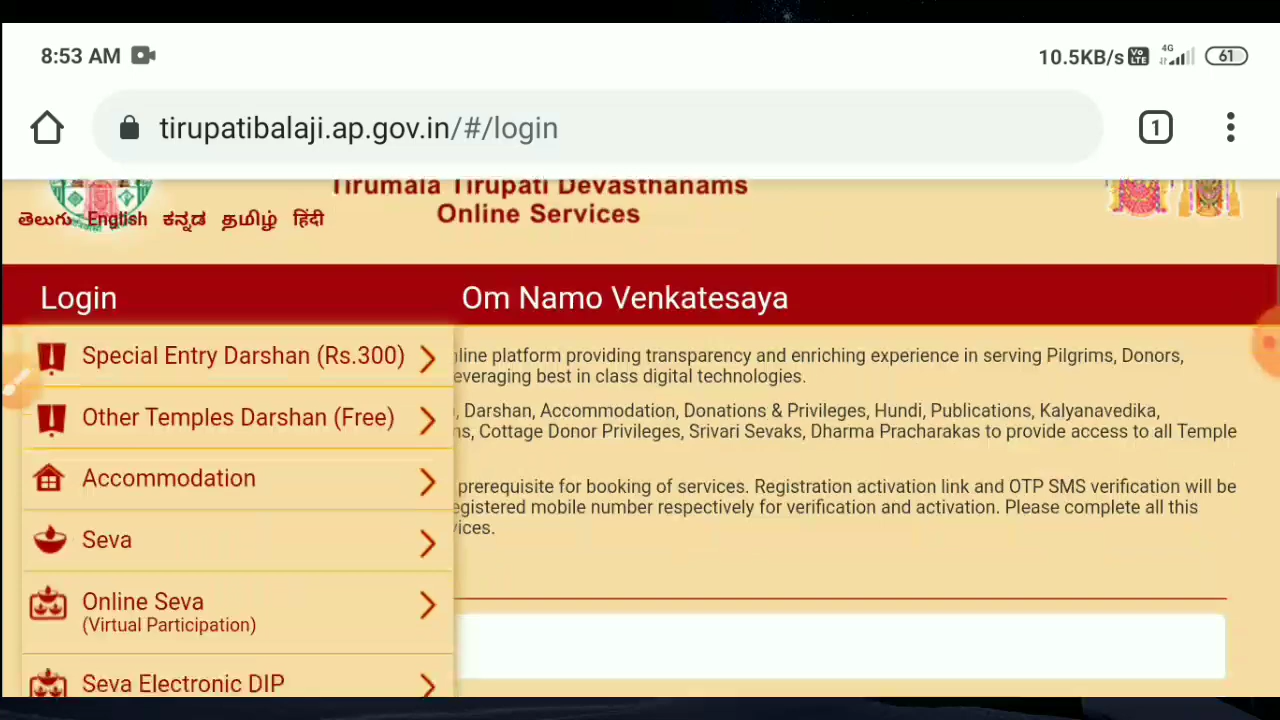 8:53 AM
10.5KB/s Vo LTE 4G 61
tirupatibalaji.ap.gov.in/#/login
1
Tirumala Tirupati Devasthanams
Online Services
తెలుగు English ಕನ್ನಡ தமிழ் हिंदी
Login
Om Namo Venkatesaya
Special Entry Darshan (Rs.300)
Other Temples Darshan (Free)
Accommodation
Seva
Online Seva
(Virtual Participation)
Seva Electronic DIP
platform providing transparency and enriching experience in serving Pilgrims, Donors,
everaging best in class digital technologies.
, Darshan, Accommodation, Donations & Privileges, Hundi, Publications, Kalyanavedika,
ns, Cottage Donor Privileges, Srivari Sevaks, Dharma Pracharakas to provide access to all Temple
prerequisite for booking of services. Registration activation link and OTP SMS verification will be
egistered mobile number respectively for verification and activation. Please complete all this
vices.